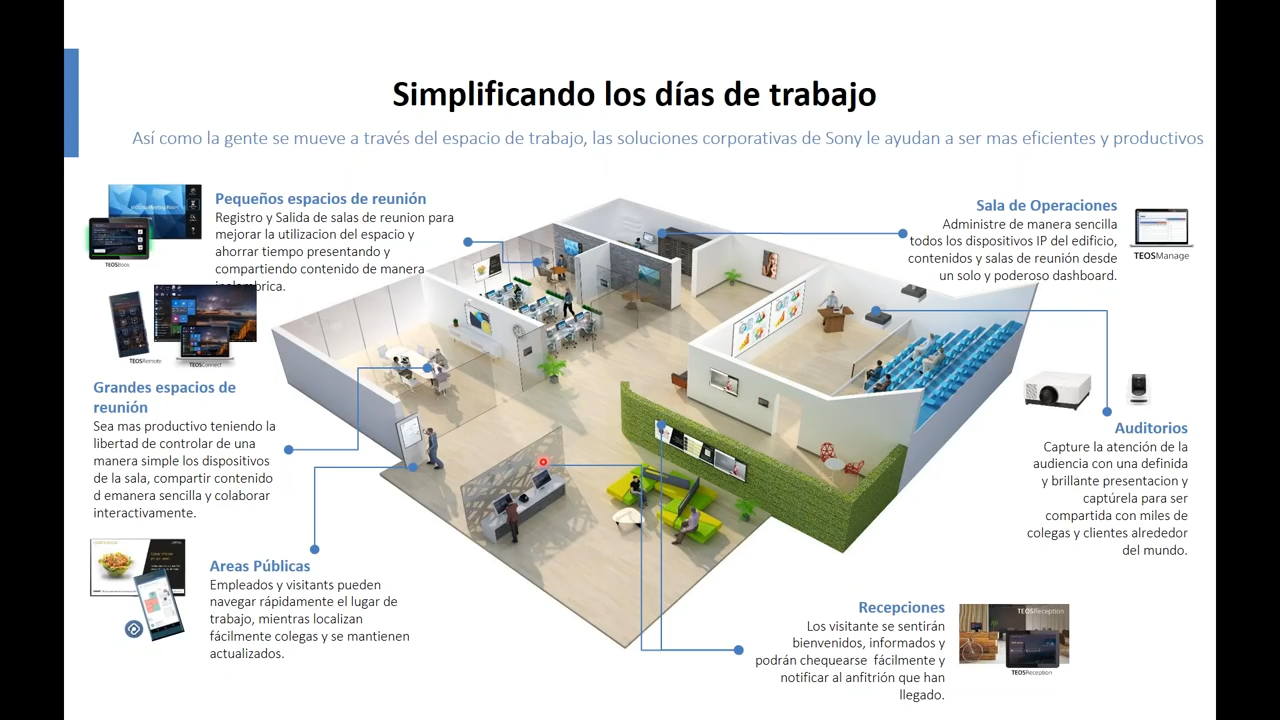 Simplificando los días de trabajo
Así como la gente se mueve a través del espacio de trabajo, las soluciones corporativas de Sony le ayudan a ser mas eficientes y productivos
Pequeños espacios de reunión
Registro y Salida de salas de reunion para
mejorar la utilizacion del espacio y
ahorrar tiempo presentando y
compartiendo contenido de manera
inalambrica.
TEOSBook
TEOSRemote
TEOSConnect
Grandes espacios de
reunión
Sea mas productivo teniendo la
libertad de controlar de una
manera simple los dispositivos
de la sala, compartir contenido
d emanera sencilla y colaborar
interactivamente.
Areas Públicas
Empleados y visitants pueden
navegar rápidamente el lugar de
trabajo, mientras localizan
fácilmente colegas y se mantienen
actualizados.
Sala de Operaciones
Administre de manera sencilla
todos los dispositivos IP del edificio,
contenidos y salas de reunión desde
un solo y poderoso dashboard.
TEOSManage
Auditorios
Capture la atención de la
audiencia con una definida
y brillante presentacion y
captúrela para ser
compartida con miles de
colegas y clientes alrededor
del mundo.
Recepciones
Los visitante se sentirán
bienvenidos, informados y
podrán chequearse fácilmente y
notificar al anfitrión que han
llegado.
TEOSReception
TEOSReception